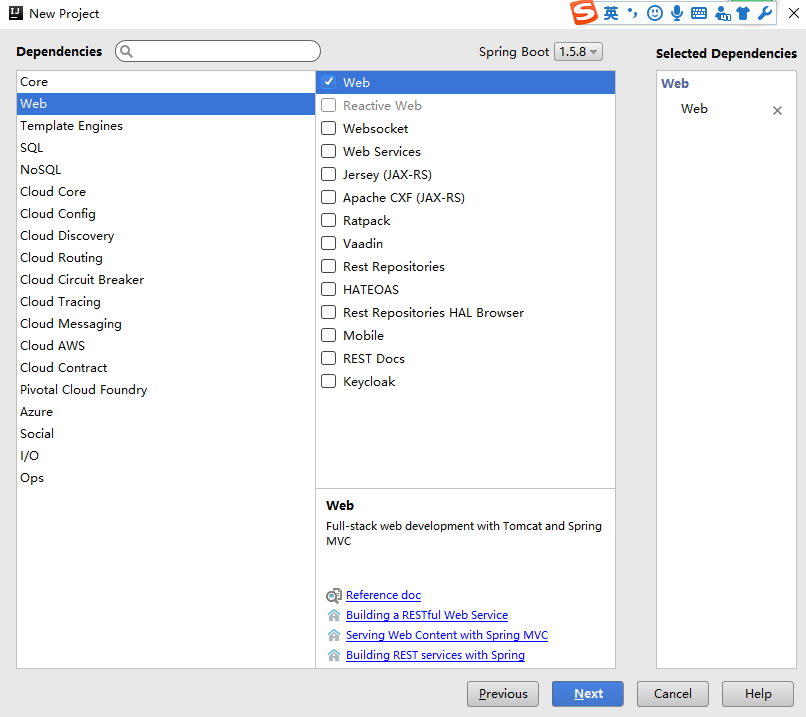 New Project
英
Dependencies
Spring Boot 1.5.8
Selected Dependencies
Core
Web
Template Engines
SQL
NoSQL
Cloud Core
Cloud Config
Cloud Discovery
Cloud Routing
Cloud Circuit Breaker
Cloud Tracing
Cloud Messaging
Cloud AWS
Cloud Contract
Pivotal Cloud Foundry
Azure
Social
I/O
Ops
Web
Reactive Web
Websocket
Web Services
Jersey (JAX-RS)
Apache CXF (JAX-RS)
Ratpack
Vaadin
Rest Repositories
HATEOAS
Rest Repositories HAL Browser
Mobile
REST Docs
Keycloak
Web
Full-stack web development with Tomcat and Spring
MVC
Reference doc
Building a RESTful Web Service
Serving Web Content with Spring MVC
Building REST services with Spring
Web
Web
Previous
Next
Cancel
Help